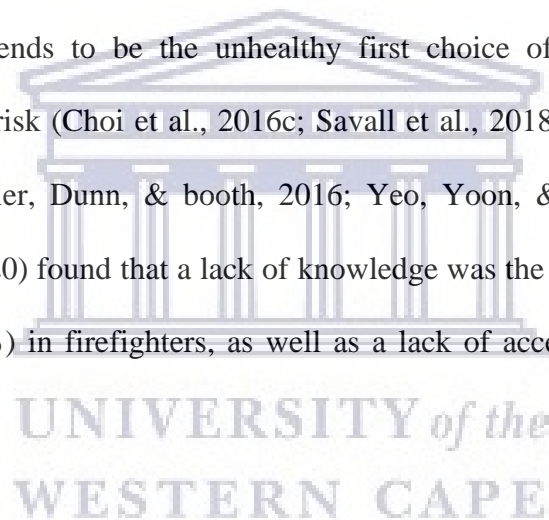 ends to be the unhealthy first choice of
risk (Choi et al., 2016c; Savall et al., 2018
er, Dunn, & booth, 2016; Yeo, Yoon, &
0) found that a lack of knowledge was the
) in firefighters, as well as a lack of acce
UNIVERSITY of the
WESTERN CAPE